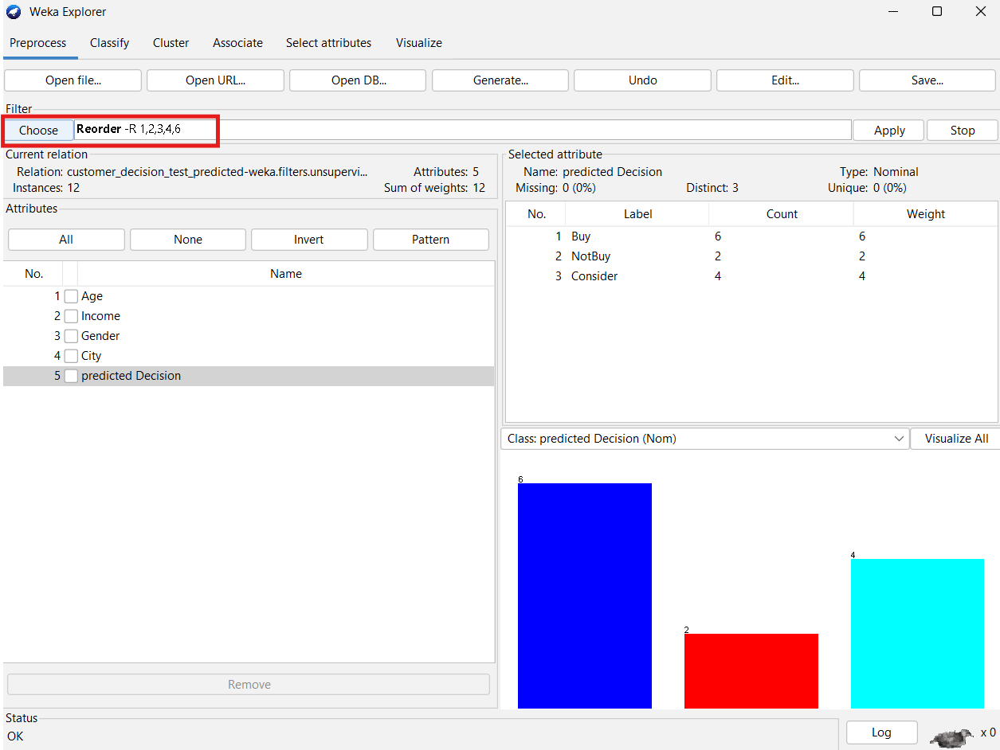 Weka Explorer
Preprocess Classify Cluster Associate Select attributes Visualize
Open file... Open URL... Open DB... Generate... Undo Edit... Save...
Filter
Choose Reorder -R 1,2,3,4,6 Apply Stop
Current relation
Relation: customer_decision_test_predicted-weka.filters.unsupervi... Attributes: 5
Instances: 12 Sum of weights: 12
Attributes
All None Invert Pattern
No. Name
1 Age
2 Income
3 Gender
4 City
5 predicted Decision
Remove
Selected attribute
Name: predicted Decision Type: Nominal
Missing: 0 (0%) Distinct: 3 Unique: 0 (0%)
No. Label Count Weight
1 Buy 6 6
2 NotBuy 2 2
3 Consider 4 4
Class: predicted Decision (Nom) Visualize All
6
4
2
Status
OK
Log x 0